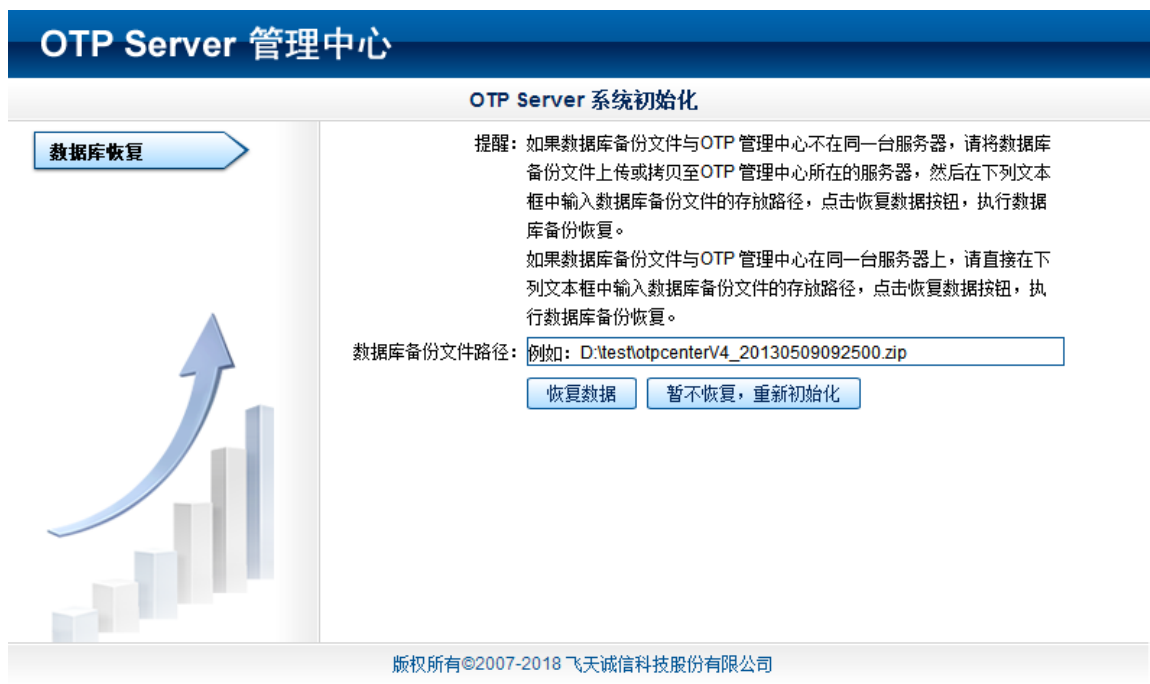 OTP Server 管理中心
OTP Server 系统初始化
数据库恢复
提醒：如果数据库备份文件与OTP 管理中心不在同一台服务器，请将数据库
备份文件上传或拷贝至OTP 管理中心所在的服务器，然后在下列文本
框中输入数据库备份文件的存放路径，点击恢复数据按钮，执行数据
库备份恢复。
如果数据库备份文件与OTP 管理中心在同一台服务器上，请直接在下
列文本框中输入数据库备份文件的存放路径，点击恢复数据按钮，执
行数据库备份恢复。
数据库备份文件路径：例如：D:\test\otpcenterV4_20130509092500.zip
恢复数据 暂不恢复，重新初始化
版权所有©2007-2018 飞天诚信科技股份有限公司